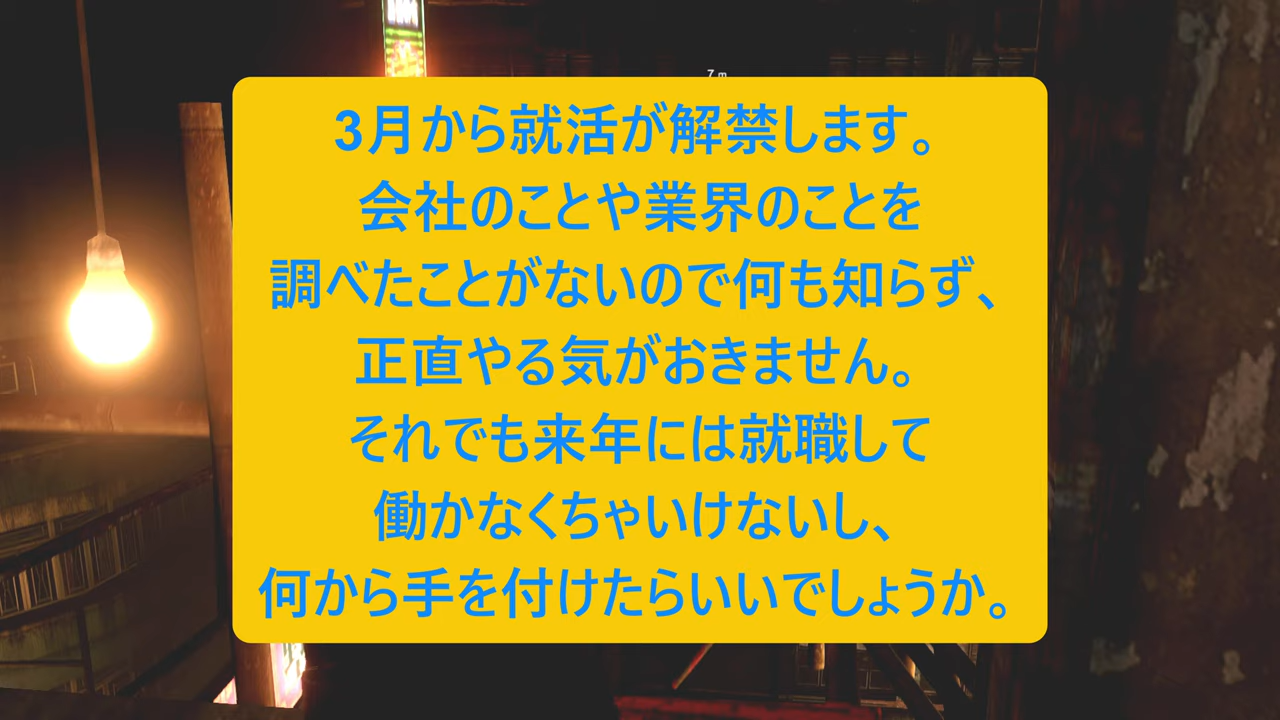 7m
3月から就活が解禁します。
会社のことや業界のことを
調べたことがないので何も知らず、
正直やる気がおきません。
それでも来年には就職して
働かなくちゃいけないし、
何から手を付けたらいいでしょうか。